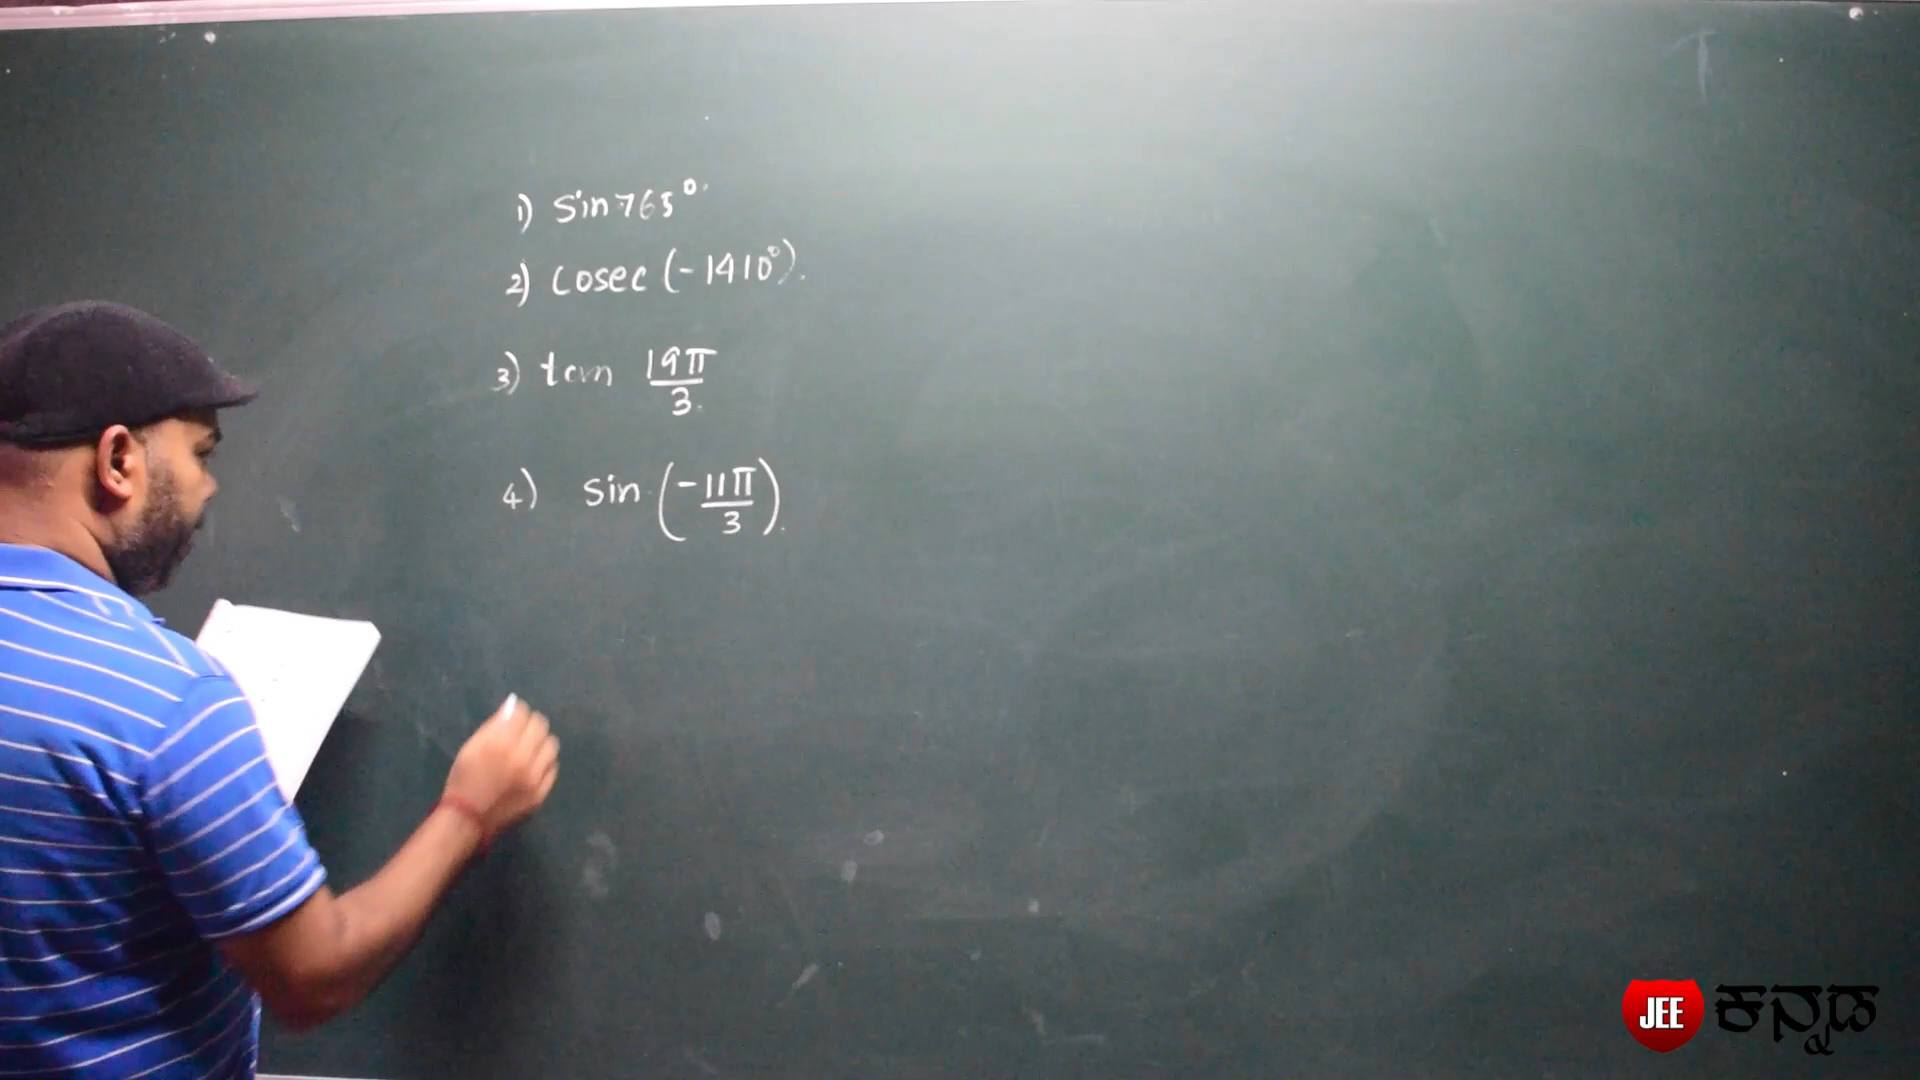 1) Sin 765°.
2) Cosec (-1410°).
3) tan 19π/3.
4) sin (-11π/3).
JEE ಕನ್ನಡ